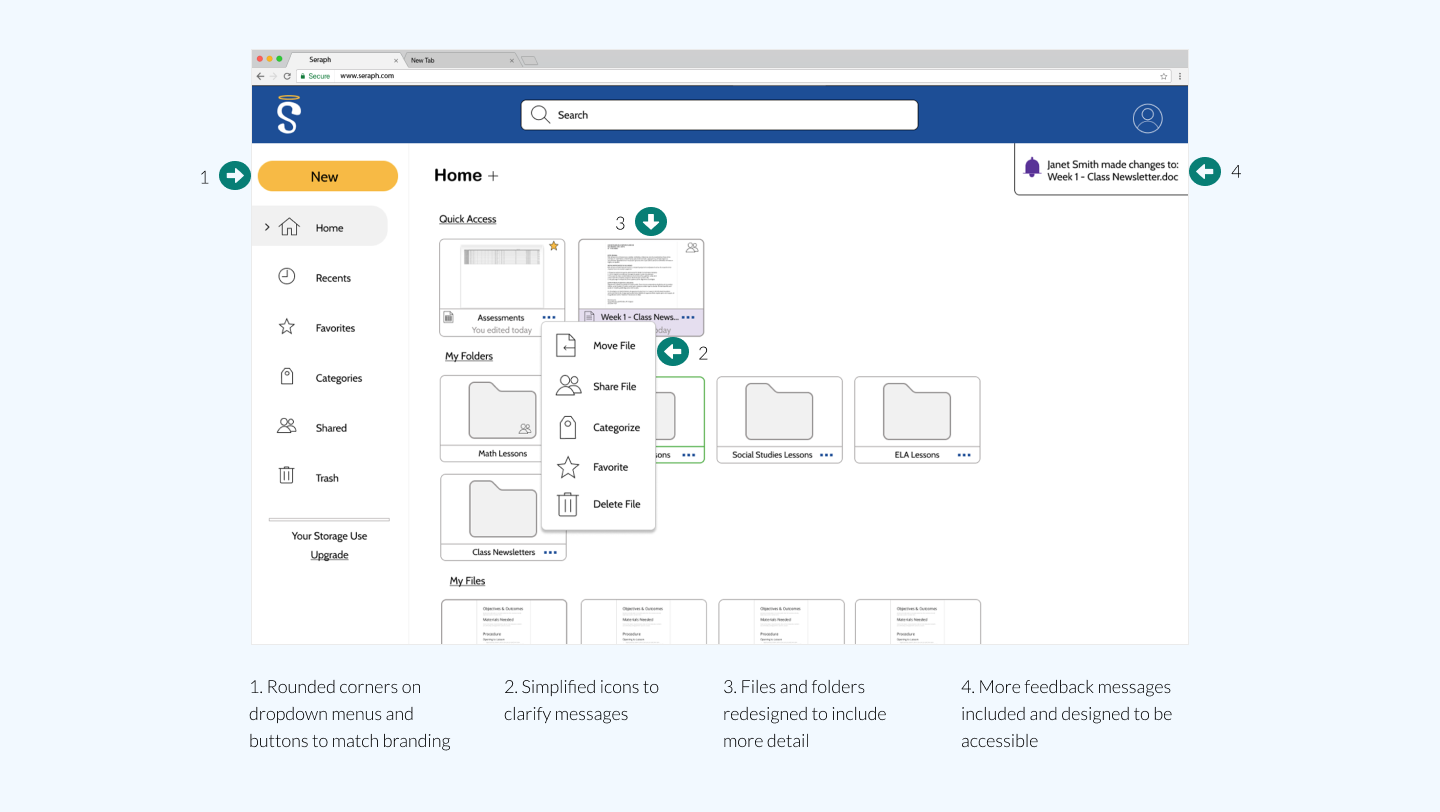 Seraph
New Tab
Secure
www.seraph.com
S
Search
1
New
Home +
Janet Smith made changes to:
Week 1 - Class Newsletter.doc
4
Home
Recents
Favorites
Categories
Shared
Trash
Your Storage Use
Upgrade
Quick Access
3
Assessments
You edited today
Week 1 - Class News...
Move File
Share File
Categorize
Favorite
Delete File
2
My Folders
Math Lessons
Social Studies Lessons
ELA Lessons
Class Newsletters
My Files
Objectives & Outcomes
Materials Needed
Procedure
Objectives & Outcomes
Materials Needed
Procedure
Objectives & Outcomes
Materials Needed
Procedure
Objectives & Outcomes
Materials Needed
Procedure
1. Rounded corners on
dropdown menus and
buttons to match branding
2. Simplified icons to
clarify messages
3. Files and folders
redesigned to include
more detail
4. More feedback messages
included and designed to be
accessible